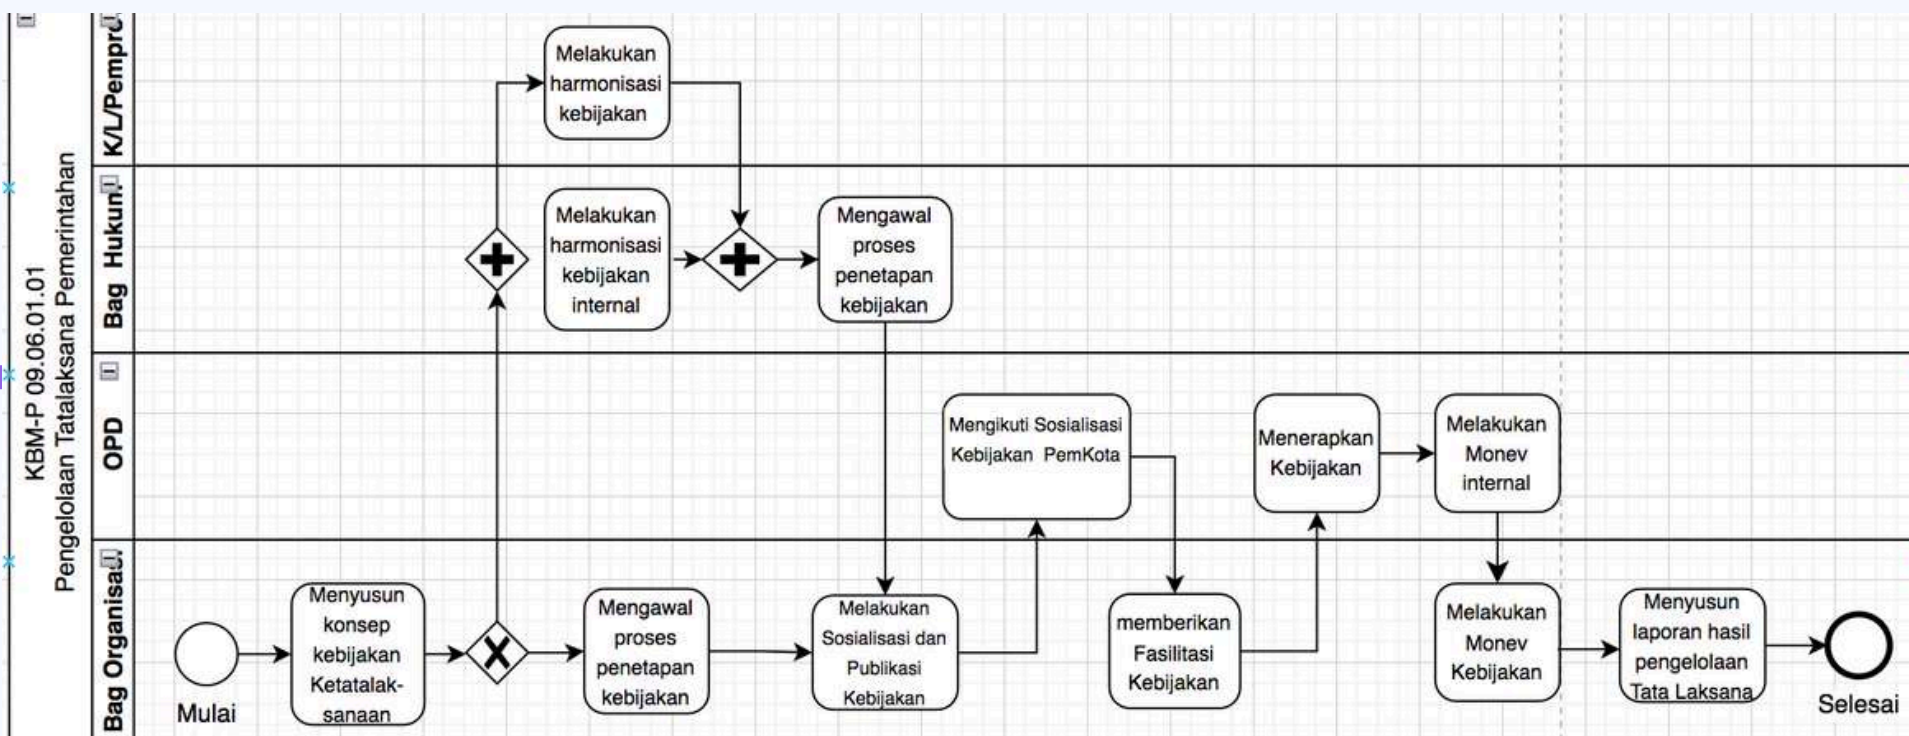 KBM-P 09.06.01.01
Pengelolaan Tatalaksana Pemerintahan
K/L/Pempro
Melakukan
harmonisasi
kebijakan
Bag Hukum
Melakukan
harmonisasi
kebijakan
internal
Mengawal
proses
penetapan
kebijakan
OPD
Mengikuti Sosialisasi
Kebijakan PemKota
Menerapkan
Kebijakan
Melakukan
Monev
internal
Bag Organisasi
Mulai
Menyusun
konsep
kebijakan
Ketatalak-
sanaan
Mengawal
proses
penetapan
kebijakan
Melakukan
Sosialisasi dan
Publikasi
Kebijakan
memberikan
Fasilitasi
Kebijakan
Melakukan
Monev
Kebijakan
Menyusun
laporan hasil
pengelolaan
Tata Laksana
Selesai